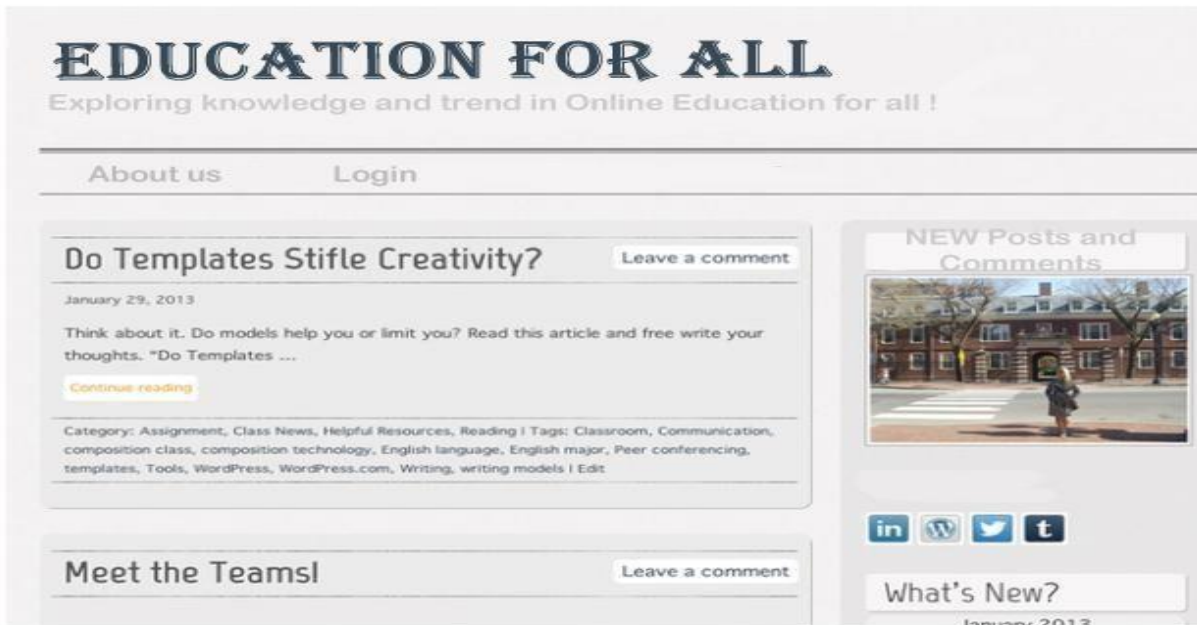 EDUCATION FOR ALL
Exploring knowledge and trend in Online Education for all !
About us Login
Do Templates Stifle Creativity? Leave a comment
January 29, 2013
Think about it. Do models help you or limit you? Read this article and free write your
thoughts. "Do Templates ...
Continue reading
Category: Assignment, Class News, Helpful Resources, Reading | Tags: Classroom, Communication,
composition class, composition technology, English language, English major, Peer conferencing,
templates, Tools, WordPress, WordPress.com, Writing, writing models | Edit
Meet the Teams! Leave a comment
NEW Posts and
Comments
in W t
What's New?
January 2013